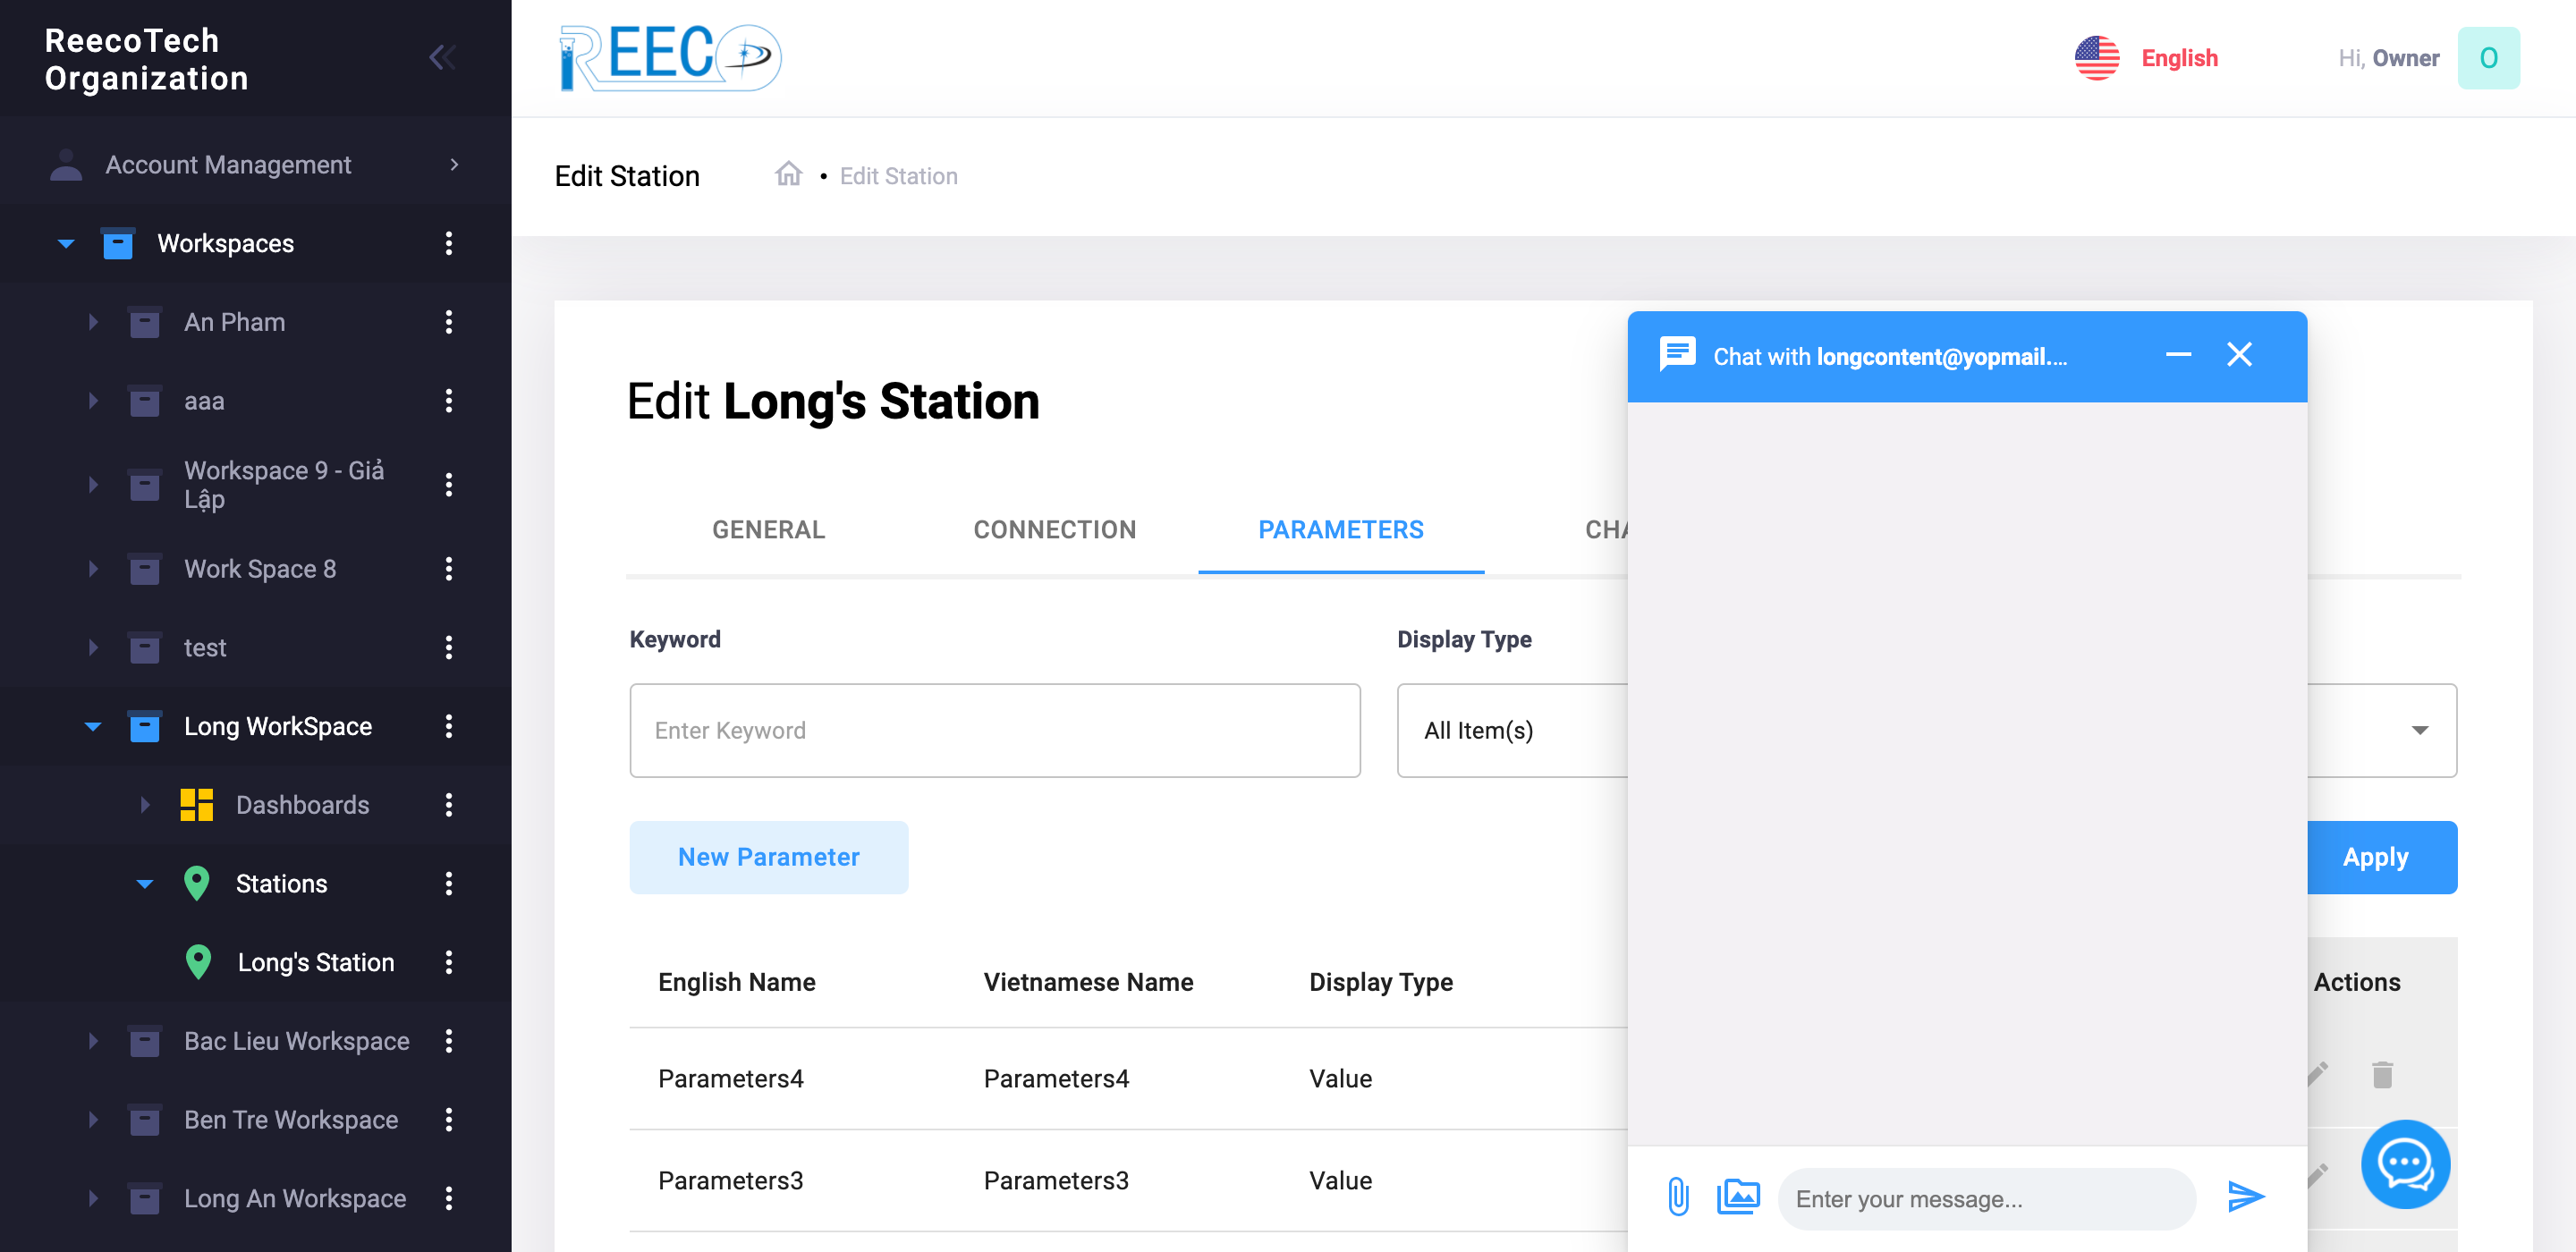 ReecoTech
Organization
Account Management
Workspaces
An Pham
aaa
Workspace 9 - Giả
Lập
Work Space 8
test
Long WorkSpace
Dashboards
Stations
Long's Station
Bac Lieu Workspace
Ben Tre Workspace
Long An Workspace
REECO
English
Hi, Owner
O
Edit Station
• Edit Station
Edit Long's Station
GENERAL
CONNECTION
PARAMETERS
Keyword
Enter Keyword
Display Type
All Item(s)
New Parameter
Apply
English Name
Vietnamese Name
Display Type
Actions
Parameters4
Parameters4
Value
Parameters3
Parameters3
Value
Chat with longcontent@yopmail....
Enter your message...